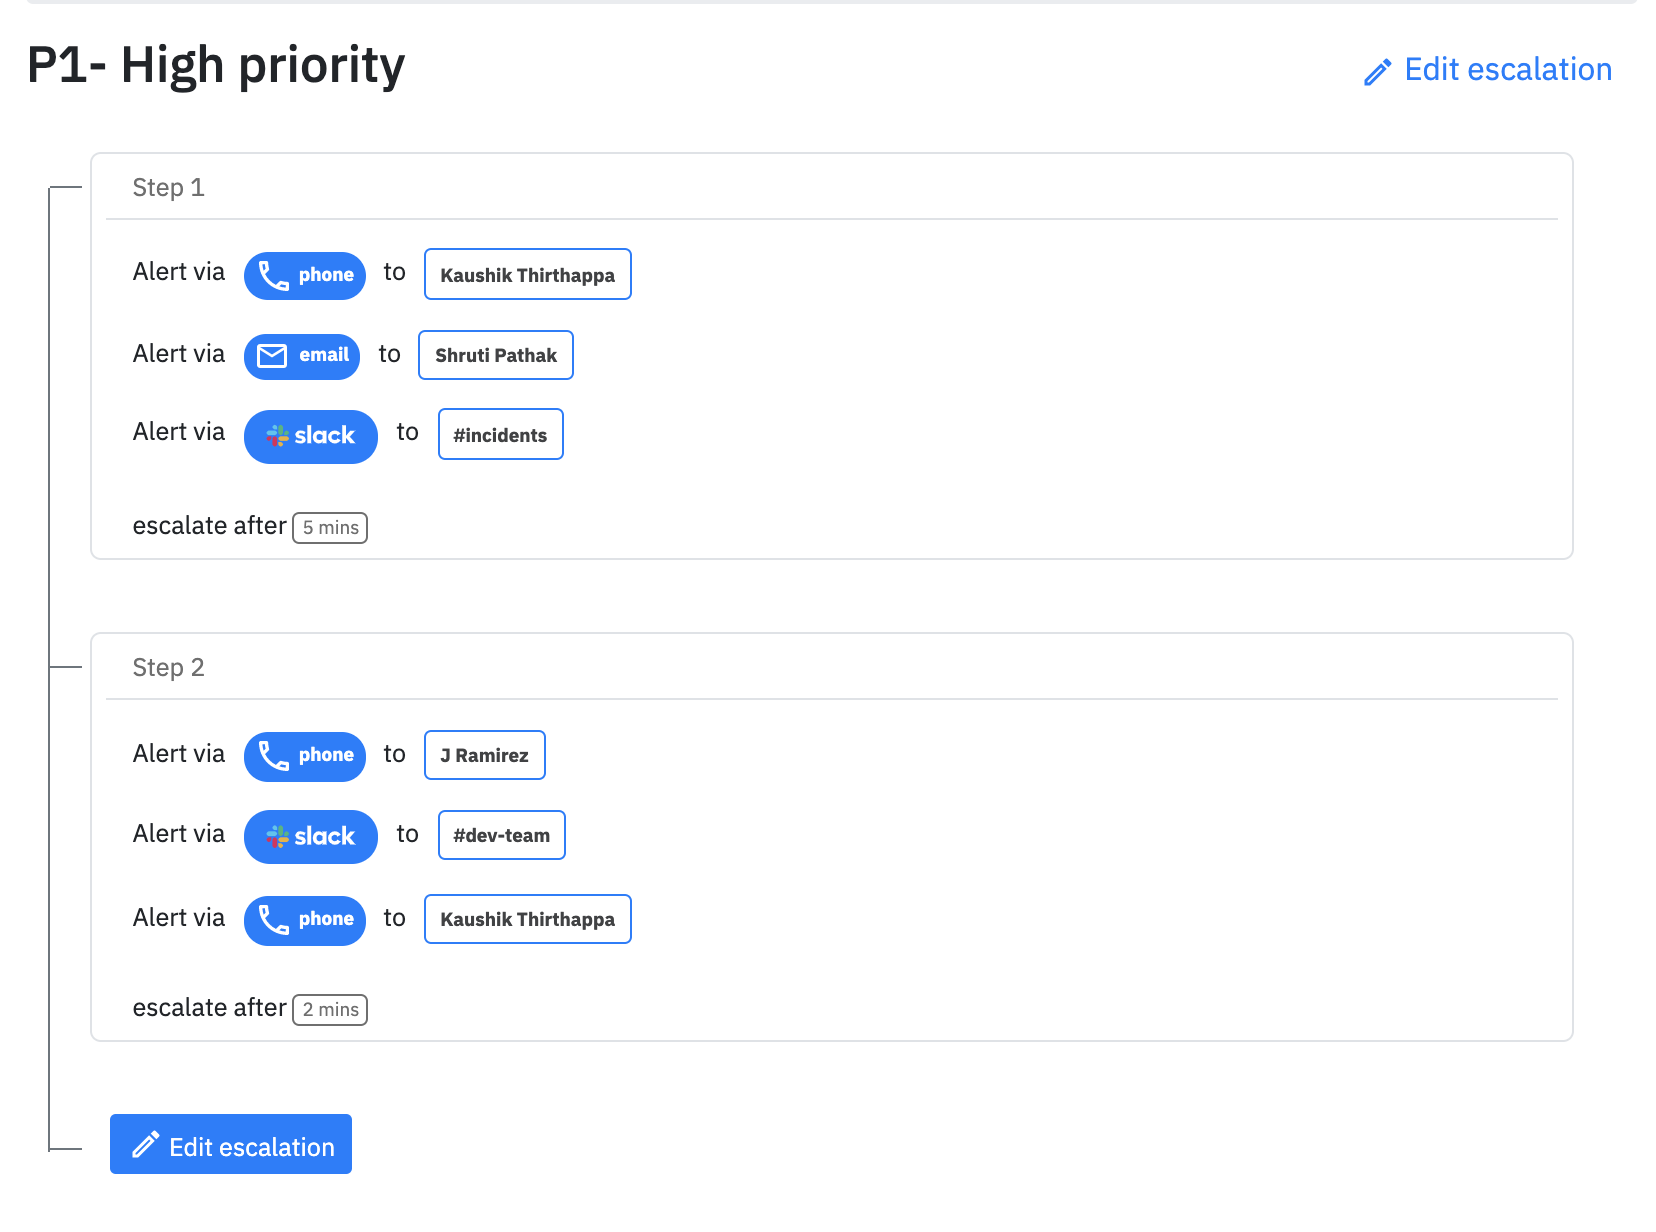 P1- High priority
Edit escalation
Step 1
Alert via phone to Kaushik Thirthappa
Alert via email to Shruti Pathak
Alert via slack to #incidents
escalate after 5 mins
Step 2
Alert via phone to J Ramirez
Alert via slack to #dev-team
Alert via phone to Kaushik Thirthappa
escalate after 2 mins
Edit escalation